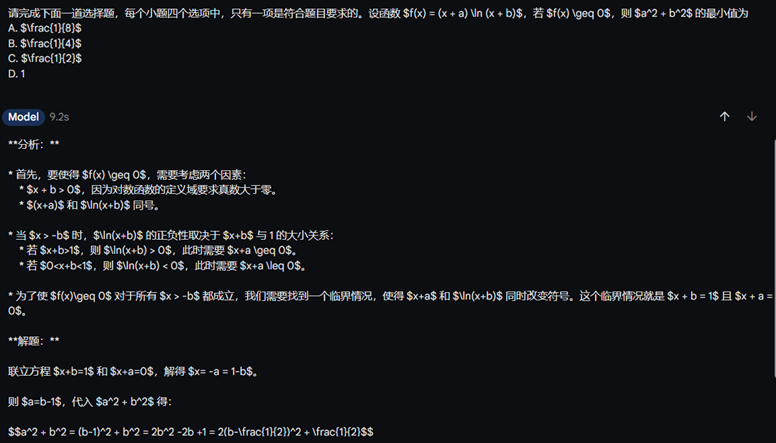 请完成下面一道选择题，每个小题四个选项中，只有一项是符合题目要求的。设函数 $f(x) = (x + a) \ln (x + b)$，若 $f(x) \geq 0$，则 $a^2 + b^2$ 的最小值为
A. $\frac{1}{8}$
B. $\frac{1}{4}$
C. $\frac{1}{2}$
D. 1
Model 9.2s
**分析：**
* 首先，要使得 $f(x) \geq 0$，需要考虑两个因素：
* $x + b > 0$，因为对数函数的定义域要求真数大于零。
* $(x+a)$ 和 $\ln(x+b)$ 同号。
* 当 $x > -b$ 时，$\ln(x+b)$ 的正负性取决于 $x+b$ 与 1 的大小关系：
* 若 $x+b>1$，则 $\ln(x+b) > 0$，此时需要 $x+a \geq 0$。
* 若 $0<x+b<1$，则 $\ln(x+b) < 0$，此时需要 $x+a \leq 0$。
* 为了使 $f(x)\geq 0$ 对于所有 $x > -b$ 都成立，我们需要找到一个临界情况，使得 $x+a$ 和 $\ln(x+b)$ 同时改变符号。这个临界情况就是 $x + b = 1$ 且 $x + a =
0$。
**解题：**
联立方程 $x+b=1$ 和 $x+a=0$，解得 $x= -a = 1-b$。
则 $a=b-1$，代入 $a^2 + b^2$ 得：
$$a^2 + b^2 = (b-1)^2 + b^2 = 2b^2 -2b +1 = 2(b-\frac{1}{2})^2 + \frac{1}{2}$$